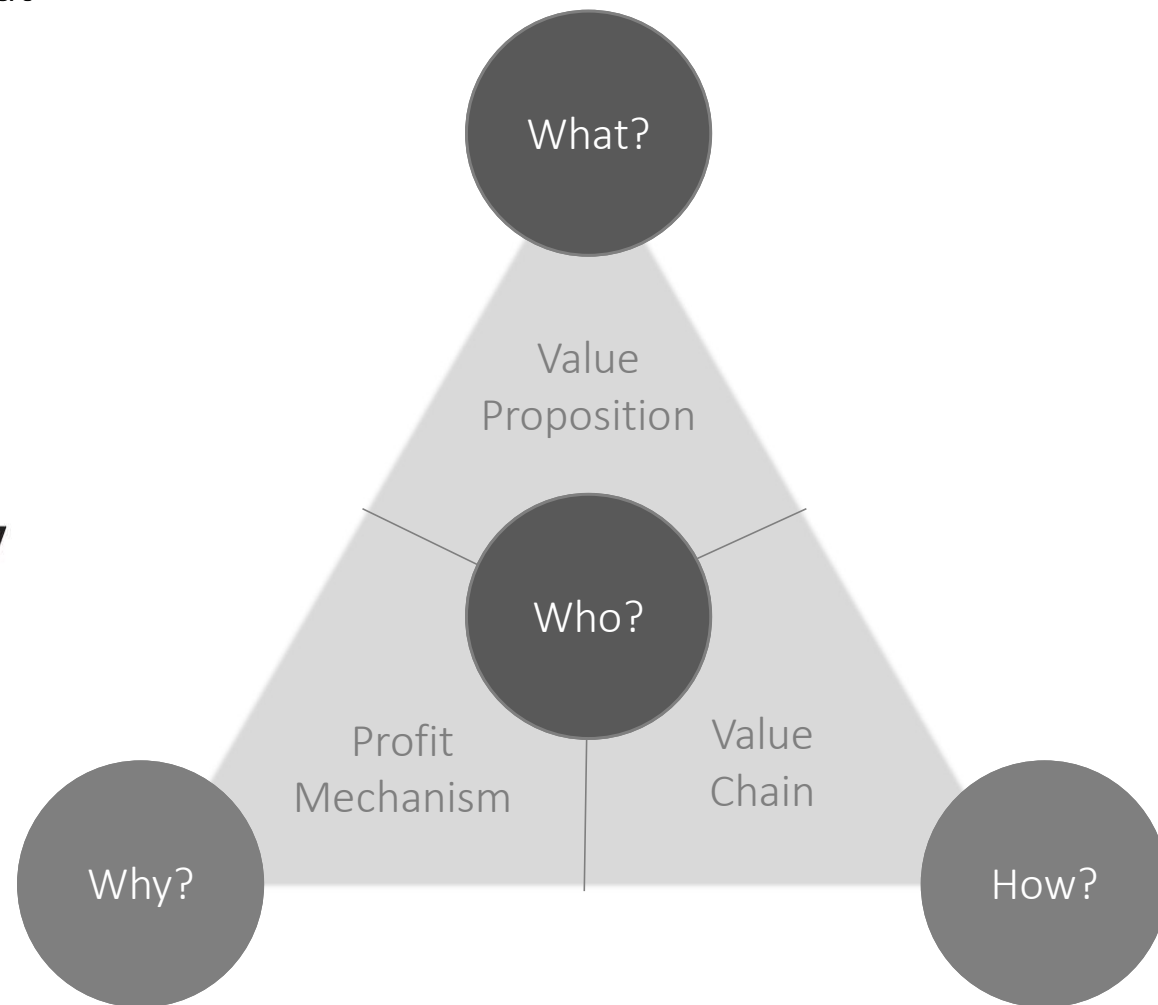 What?
Value
Proposition
Who?
Profit
Mechanism
Value
Chain
Why?
How?